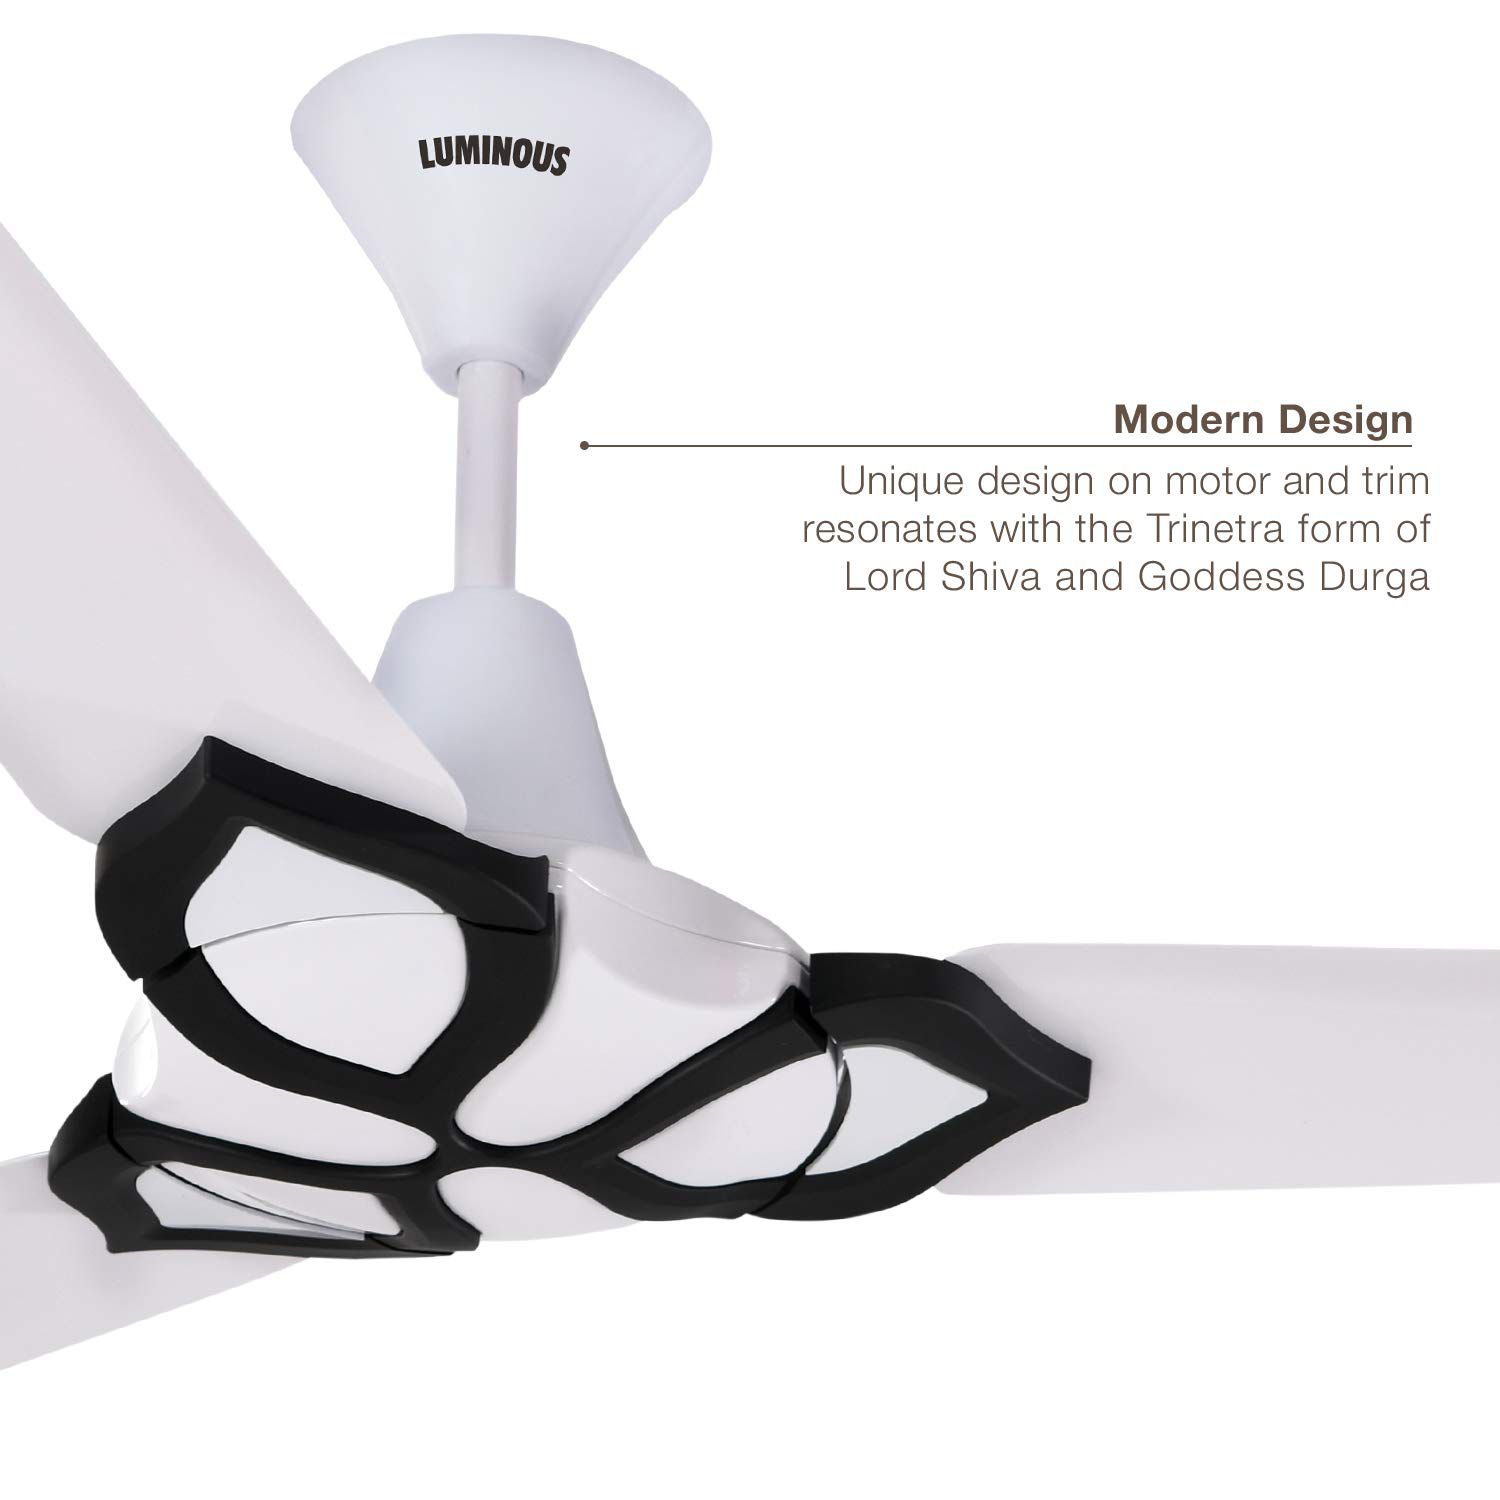 LUMINOUS
Modern Design
Unique design on motor and trim
resonates with the Trinetra form of
Lord Shiva and Goddess Durga